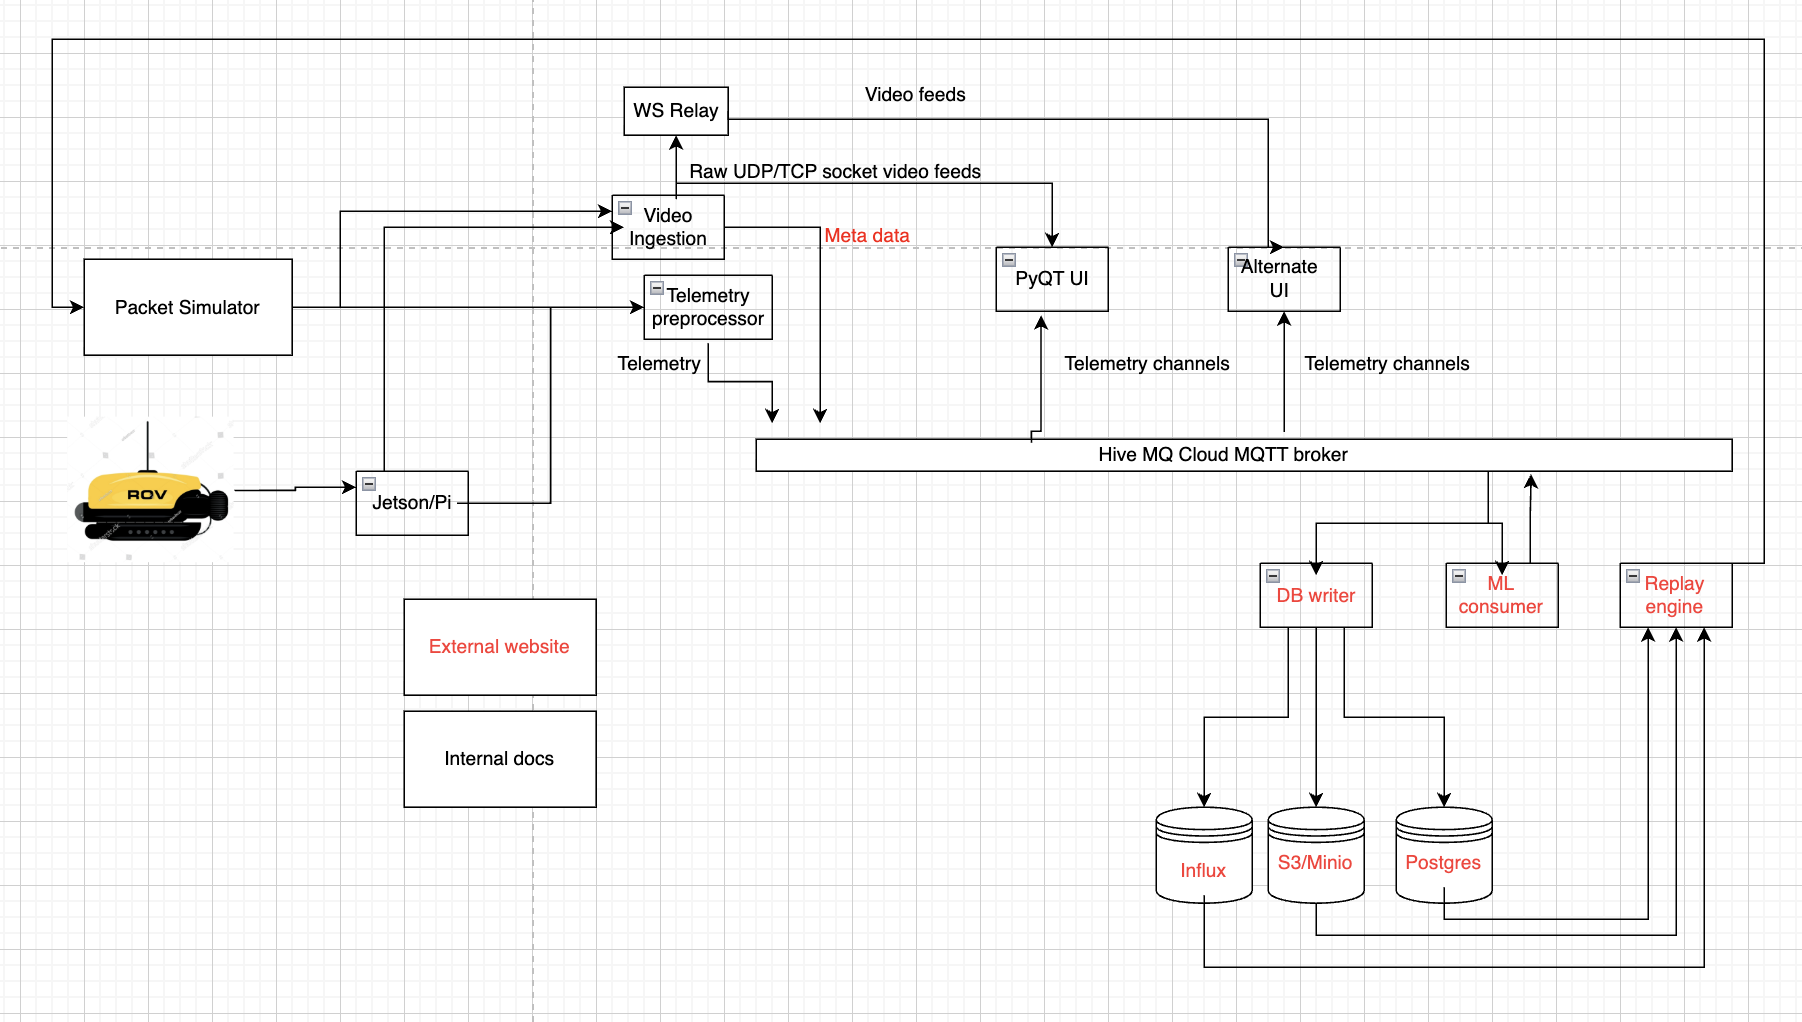 WS Relay
Video feeds
Raw UDP/TCP socket video feeds
Video
Ingestion
Meta data
Packet Simulator
Telemetry
preprocessor
PyQT UI
Alternate
UI
Telemetry
Telemetry channels
Telemetry channels
Hive MQ Cloud MQTT broker
ROV
Jetson/Pi
DB writer
ML
consumer
Replay
engine
External website
Internal docs
Influx
S3/Minio
Postgres